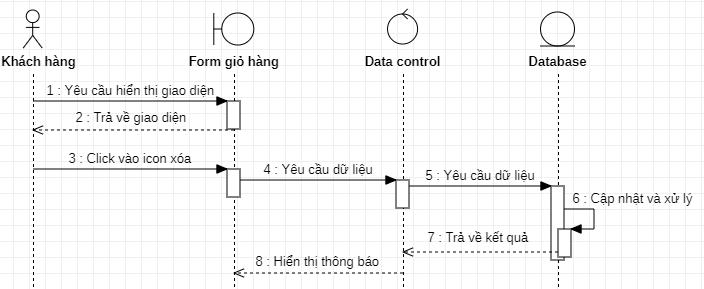 Khách hàng
Form giỏ hàng
Data control
Database
1 : Yêu cầu hiển thị giao diện
2 : Trả về giao diện
3 : Click vào icon xóa
4 : Yêu cầu dữ liệu
5 : Yêu cầu dữ liệu
6 : Cập nhật và xử lý
7 : Trả về kết quả
8 : Hiển thị thông báo